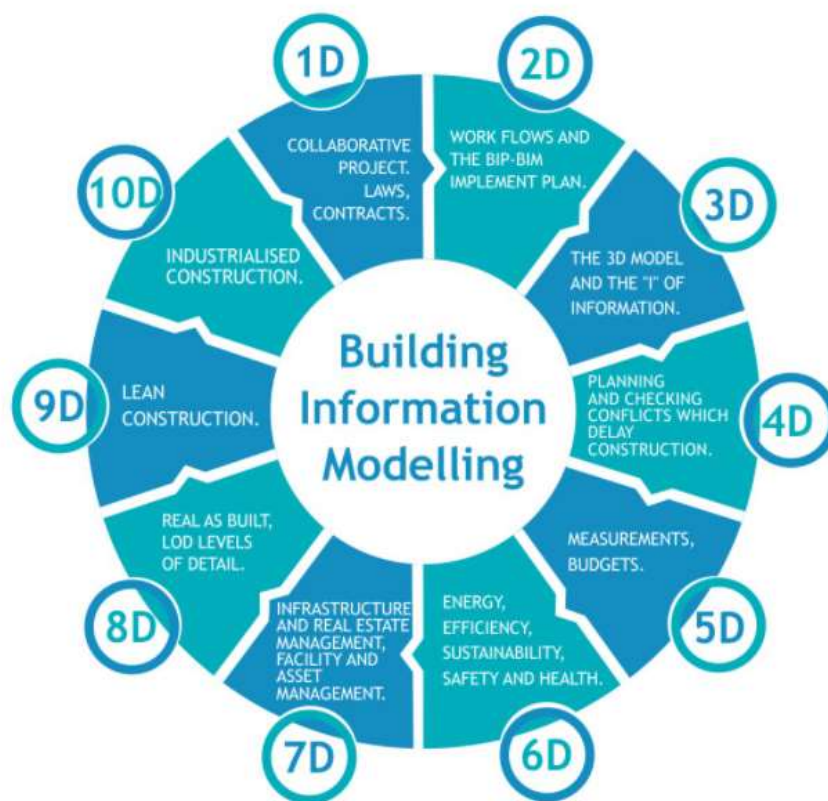 1D
COLLABORATIVE
PROJECT.
LAWS,
CONTRACTS.
2D
WORK FLOWS AND
THE BIP-BIM
IMPLEMENT PLAN.
3D
THE 3D MODEL
AND THE "I" OF
INFORMATION.
4D
PLANNING
AND CHECKING
CONFLICTS WHICH
DELAY
CONSTRUCTION.
5D
MEASUREMENTS,
BUDGETS.
6D
ENERGY,
EFFICIENCY,
SUSTAINABILITY,
SAFETY AND HEALTH.
7D
INFRASTRUCTURE
AND REAL ESTATE
MANAGEMENT,
FACILITY AND
ASSET
MANAGEMENT.
8D
REAL AS BUILT,
LOD LEVELS
OF DETAIL.
9D
LEAN
CONSTRUCTION.
10D
INDUSTRIALISED
CONSTRUCTION.
Building
Information
Modelling